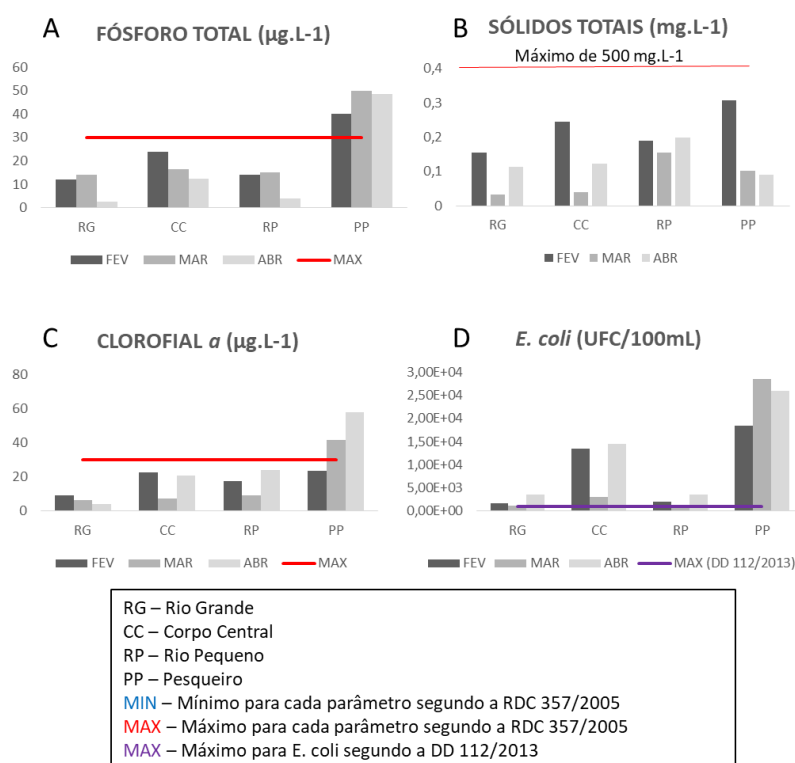 A
FÓSFORO TOTAL (µg.L-1)
60
50
40
30
20
10
0
RG CC RP PP
FEV MAR ABR MAX
B
SÓLIDOS TOTAIS (mg.L-1)
Máximo de 500 mg.L-1
0,4
0,3
0,2
0,1
0
RG CC RP PP
FEV MAR ABR
C
CLOROFIAL a (µg.L-1)
80
60
40
20
0
RG CC RP PP
FEV MAR ABR MAX
D
E. coli (UFC/100mL)
3,00E+04
2,50E+04
2,00E+04
1,50E+04
1,00E+04
5,00E+03
0,00E+00
RG CC RP PP
FEV MAR ABR MAX (DD 112/2013)
RG – Rio Grande
CC – Corpo Central
RP – Rio Pequeno
PP – Pesqueiro
MIN – Mínimo para cada parâmetro segundo a RDC 357/2005
MAX – Máximo para cada parâmetro segundo a RDC 357/2005
MAX – Máximo para E. coli segundo a DD 112/2013